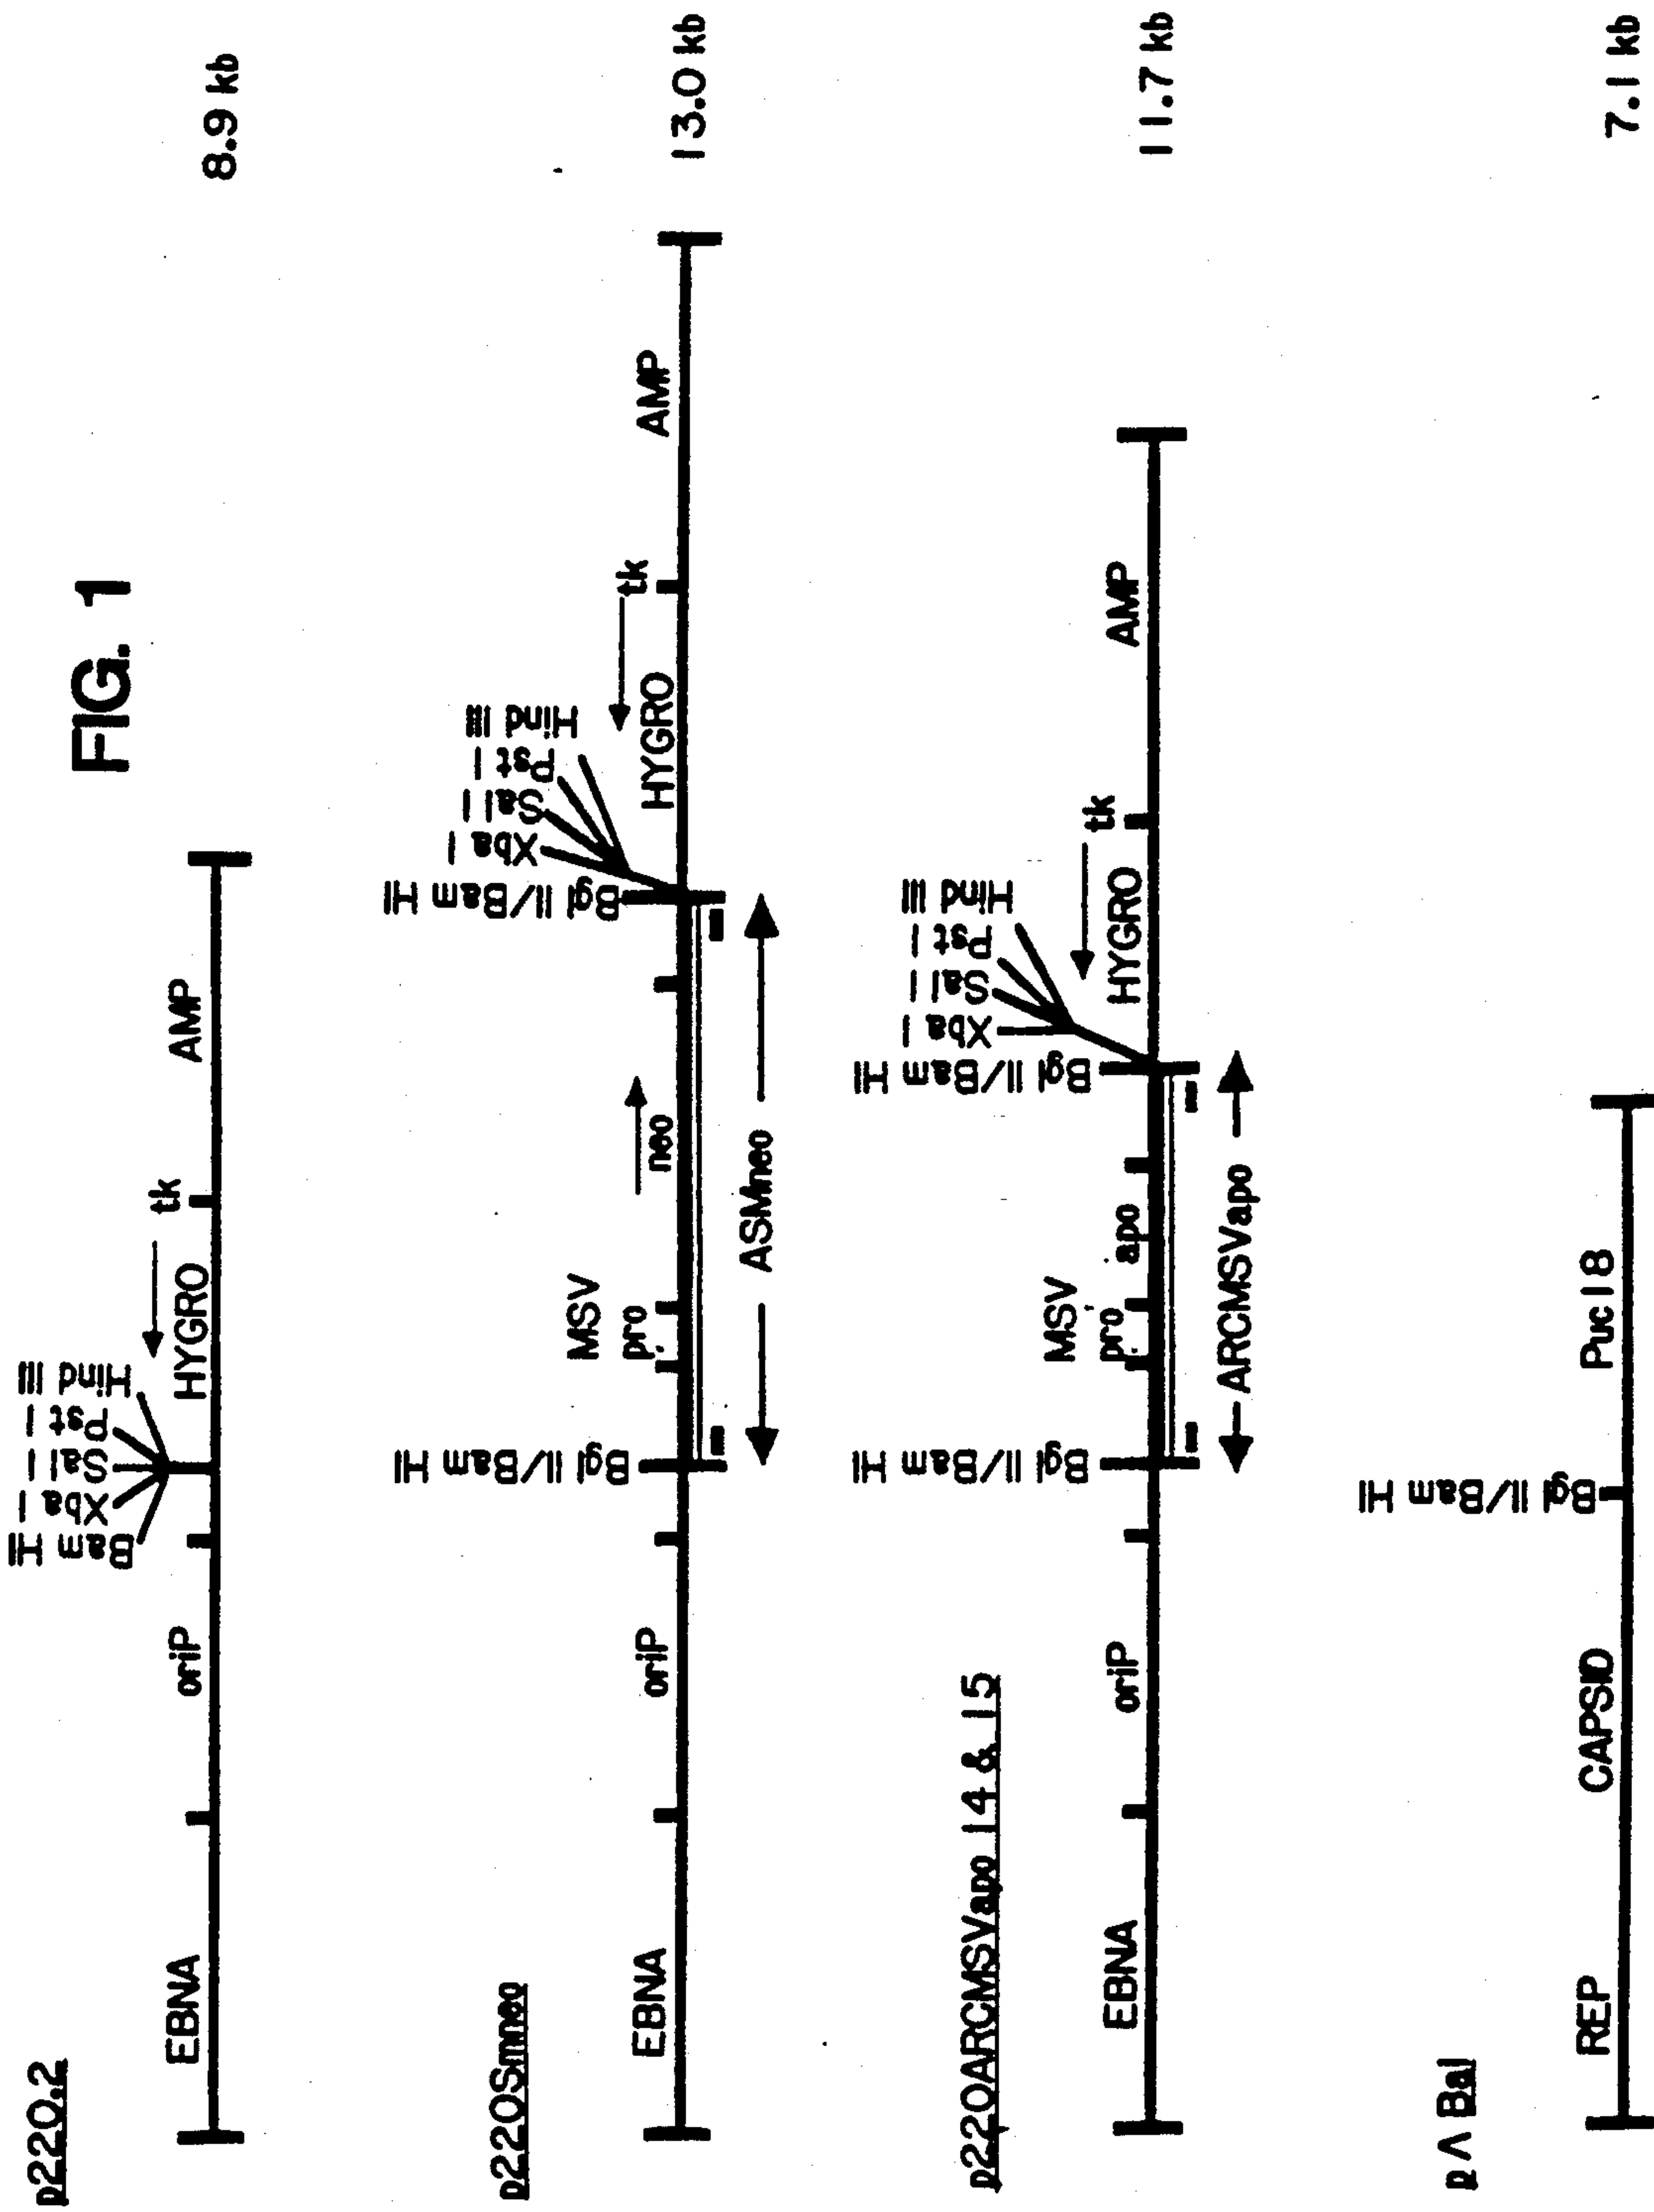 FIG. 1
p220.2
Bam HI
Xba I
Sal I
Pst I
Hind III
EBNA
oriP
HYGRO
tk
AMP
8.9 kb
p220Smneo
Bgl II/Bam HI
MSV
pro
neo
Bgl II/Bam HI
Xba I
Sal I
Pst I
Hind III
EBNA
oriP
HYGRO
tk
AMP
ASMneo
13.0 kb
p220ARCMSVapo 14 & 15
Bgl II/Bam HI
MSV
pro
apo
Bgl II/Bam HI
Xba I
Sal I
Pst I
Hind III
EBNA
oriP
HYGRO
tk
AMP
ARCMSVapo
11.7 kb
p Λ Bal
Bgl II/Bam HI
REP
CAPSID
Puc18
7.1 kb